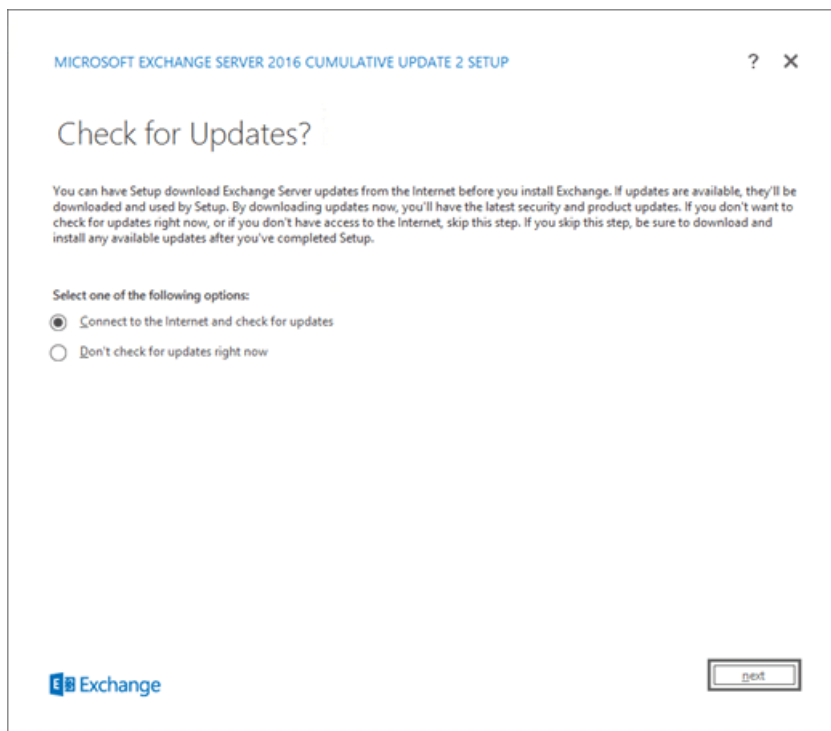 MICROSOFT EXCHANGE SERVER 2016 CUMULATIVE UPDATE 2 SETUP
?
Check for Updates?
You can have Setup download Exchange Server updates from the Internet before you install Exchange. If updates are available, they'll be
downloaded and used by Setup. By downloading updates now, you'll have the latest security and product updates. If you don't want to
check for updates right now, or if you don't have access to the Internet, skip this step. If you skip this step, be sure to download and
install any available updates after you've completed Setup.
Select one of the following options:
Connect to the Internet and check for updates
Don't check for updates right now
Exchange
next